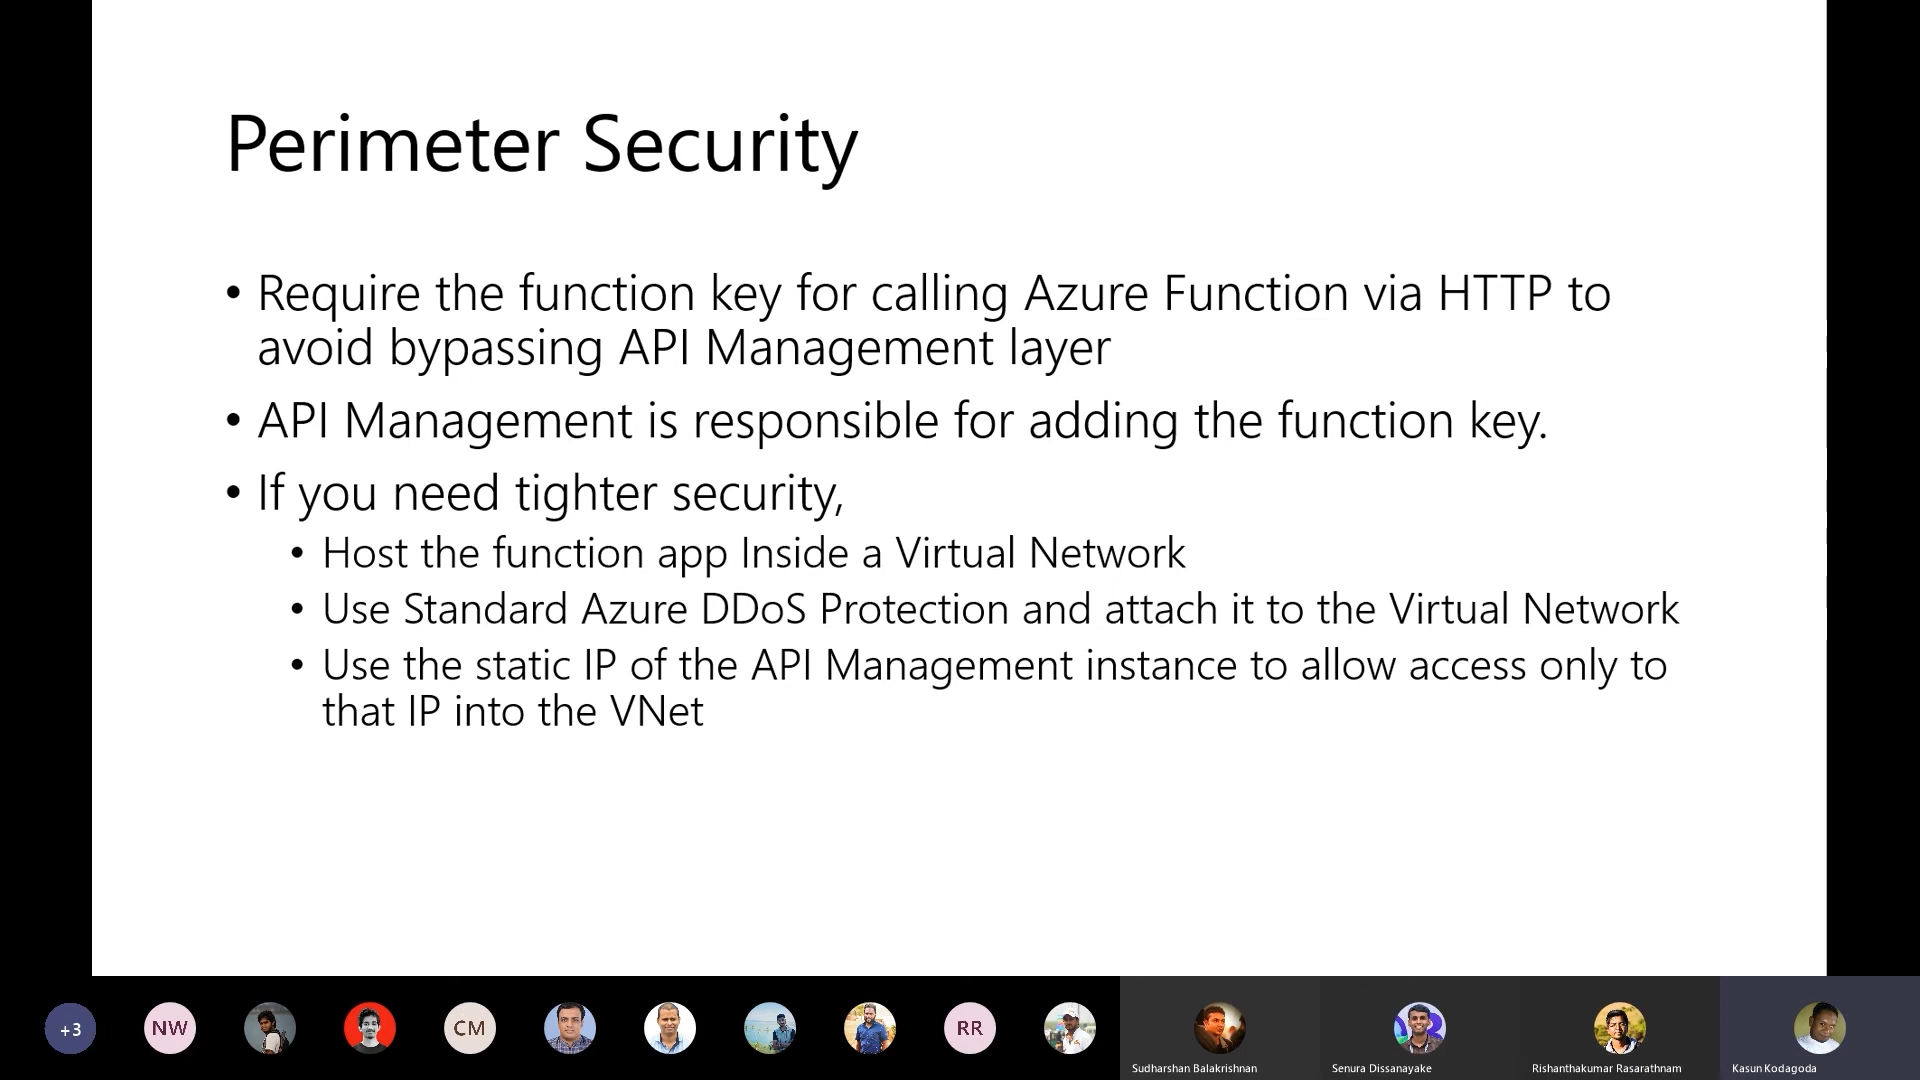 Perimeter Security
• Require the function key for calling Azure Function via HTTP to
avoid bypassing API Management layer
• API Management is responsible for adding the function key.
• If you need tighter security,
• Host the function app Inside a Virtual Network
• Use Standard Azure DDoS Protection and attach it to the Virtual Network
• Use the static IP of the API Management instance to allow access only to
that IP into the VNet
+3
NW
CM
RR
Sudharshan Balakrishnan
Senura Dissanayake
Rishanthakumar Rasarathnam
Kasun Kodagoda